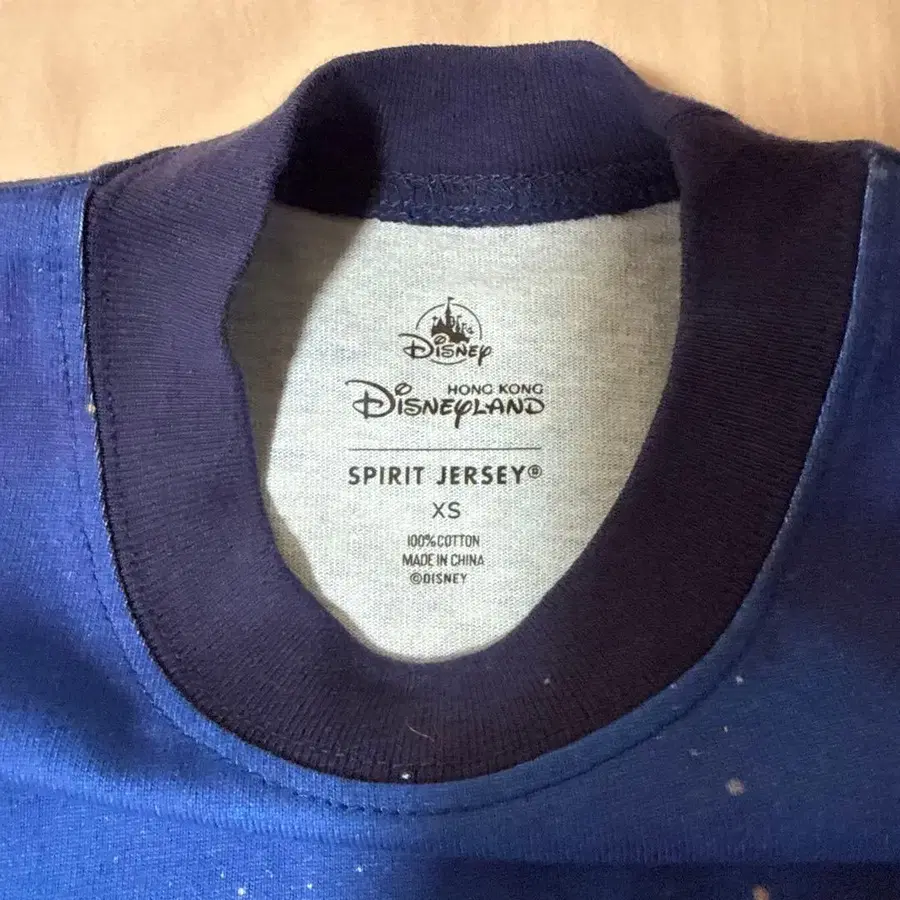 Disney
HONG KONG
Disneyland
SPIRIT JERSEY®
XS
100% COTTON
MADE IN CHINA
©DISNEY